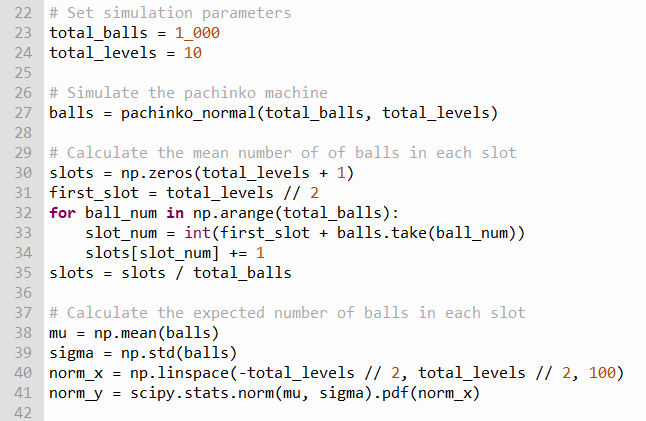 22 # Set simulation parameters
23 total_balls = 1_000
24 total_levels = 10
25
26 # Simulate the pachinko machine
27 balls = pachinko_normal(total_balls, total_levels)
28
29 # Calculate the mean number of of balls in each slot
30 slots = np.zeros(total_levels + 1)
31 first_slot = total_levels // 2
32 for ball_num in np.arange(total_balls):
33     slot_num = int(first_slot + balls.take(ball_num))
34     slots[slot_num] += 1
35 slots = slots / total_balls
36
37 # Calculate the expected number of balls in each slot
38 mu = np.mean(balls)
39 sigma = np.std(balls)
40 norm_x = np.linspace(-total_levels // 2, total_levels // 2, 100)
41 norm_y = scipy.stats.norm(mu, sigma).pdf(norm_x)
42